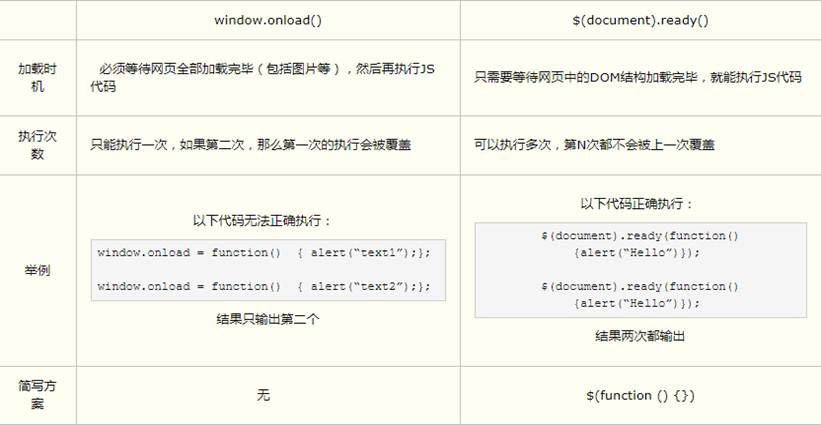 window.onload()
$(document).ready()
加载时
机
必须等待网页全部加载完毕（包括图片等），然后再执行JS
代码
只需要等待网页中的DOM结构加载完毕，就能执行JS代码
执行次
数
只能执行一次，如果第二次，那么第一次的执行会被覆盖
可以执行多次，第N次都不会被上一次覆盖
举例
以下代码无法正确执行：
window.onload = function()  { alert(“text1”);};
window.onload = function()  { alert(“text2”);};
结果只输出第二个
以下代码正确执行：
$(document).ready(function()
{alert(“Hello”)});
$(document).ready(function()
{alert(“Hello”)});
结果两次都输出
简写方
案
无
$(function () {})